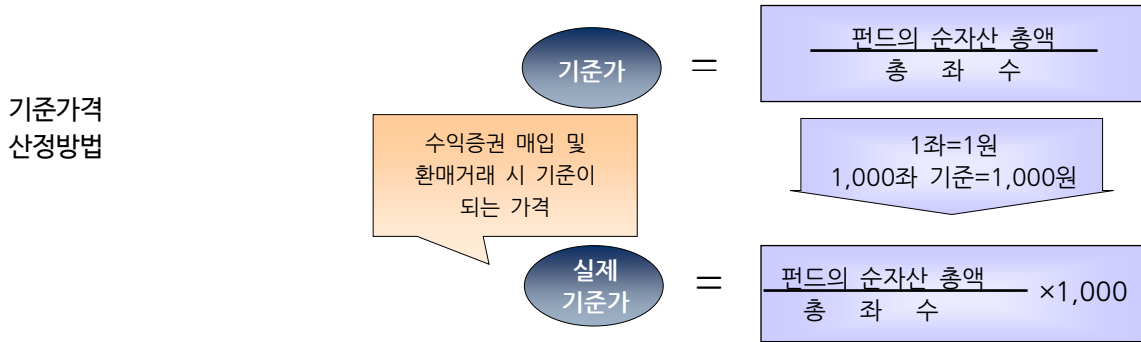 기준가격
산정방법
기준가
=
펀드의 순자산 총액
총 좌 수
수익증권 매입 및
환매거래 시 기준이
되는 가격
1좌=1원
1,000좌 기준=1,000원
실제
기준가
=
펀드의 순자산 총액
총 좌 수
×1,000